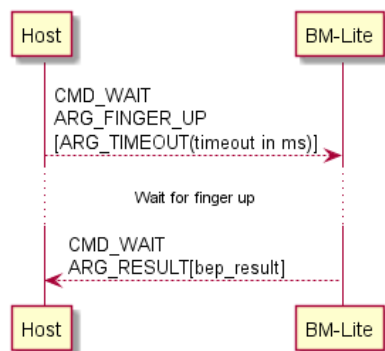 Host
BM-Lite
CMD_WAIT
ARG_FINGER_UP
[ARG_TIMEOUT(timeout in ms)]
Wait for finger up
CMD_WAIT
ARG_RESULT[bep_result]
Host
BM-Lite